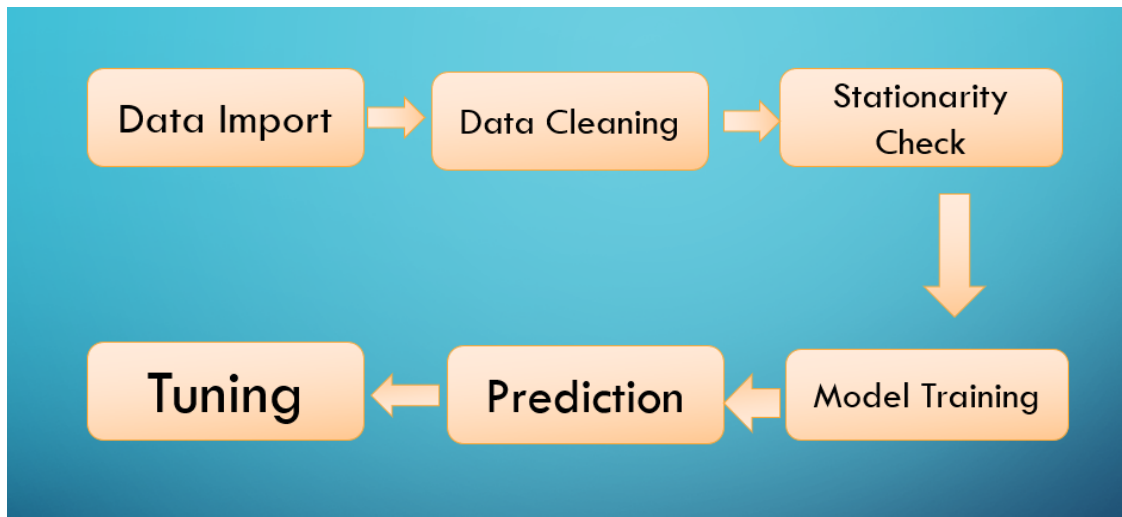 Data Import
Data Cleaning
Stationarity
Check
Model Training
Prediction
Tuning